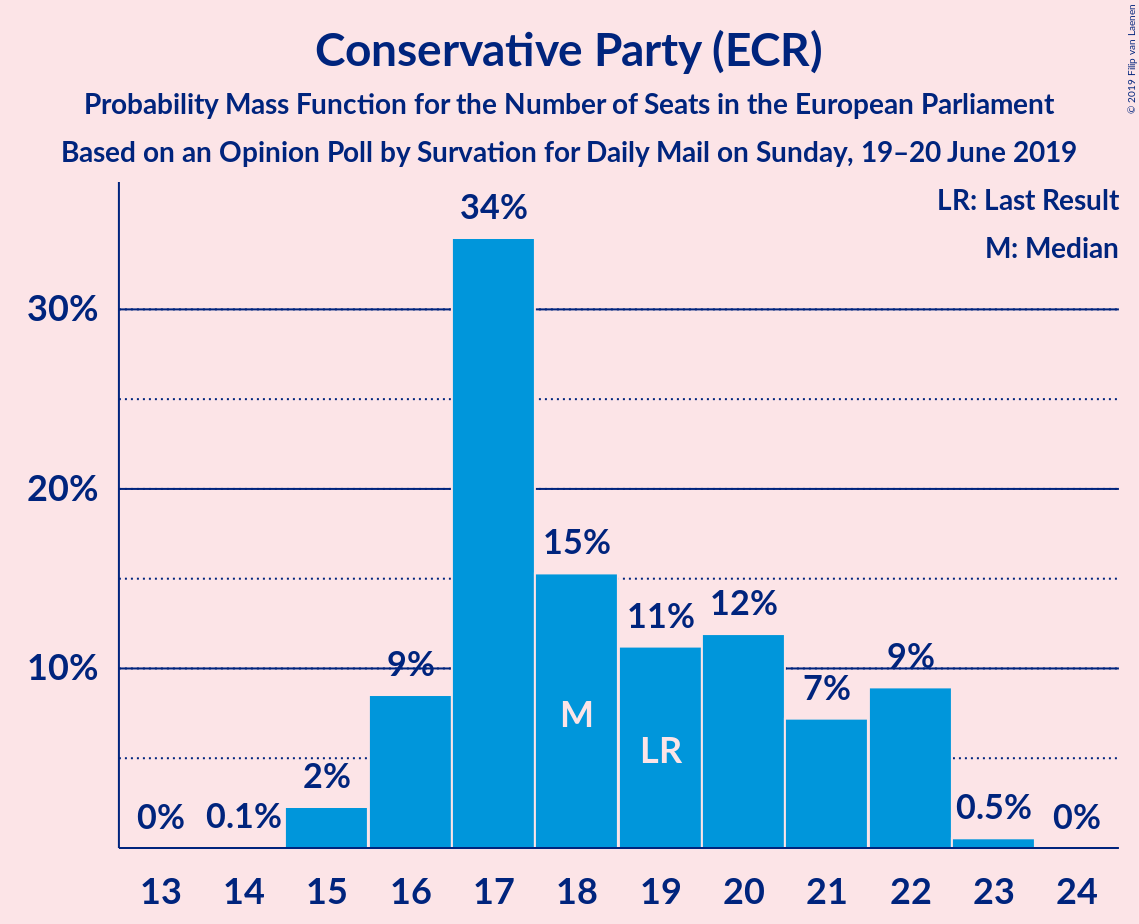 Conservative Party (ECR)
Probability Mass Function for the Number of Seats in the European Parliament
Based on an Opinion Poll by Survation for Daily Mail on Sunday, 19–20 June 2019
© 2019 Filip van Laenen
LR: Last Result
M: Median
30%
20%
10%
0%
0.1%
2%
9%
34%
15%
11%
12%
7%
9%
0.5%
0%
M
LR
13 14 15 16 17 18 19 20 21 22 23 24